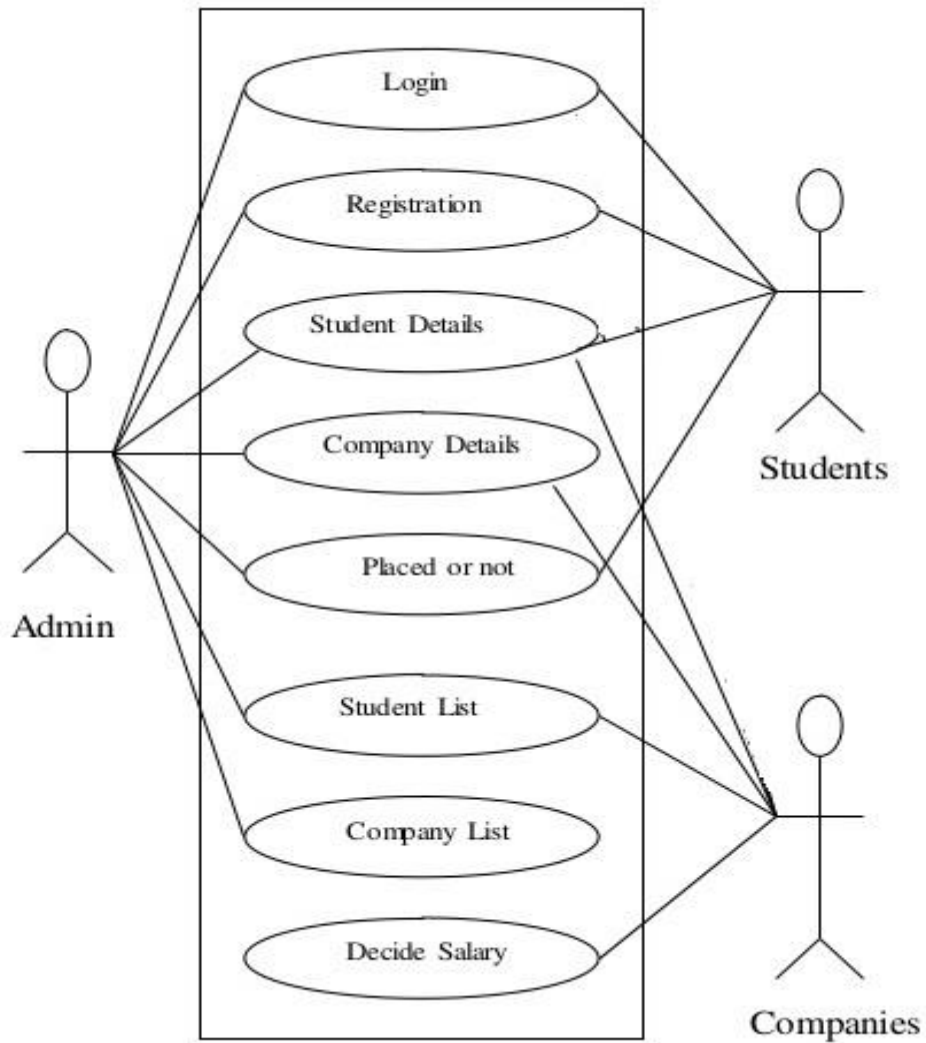 Login
Registration
Student Details
Company Details
Placed or not
Student List
Company List
Decide Salary
Admin
Students
Companies